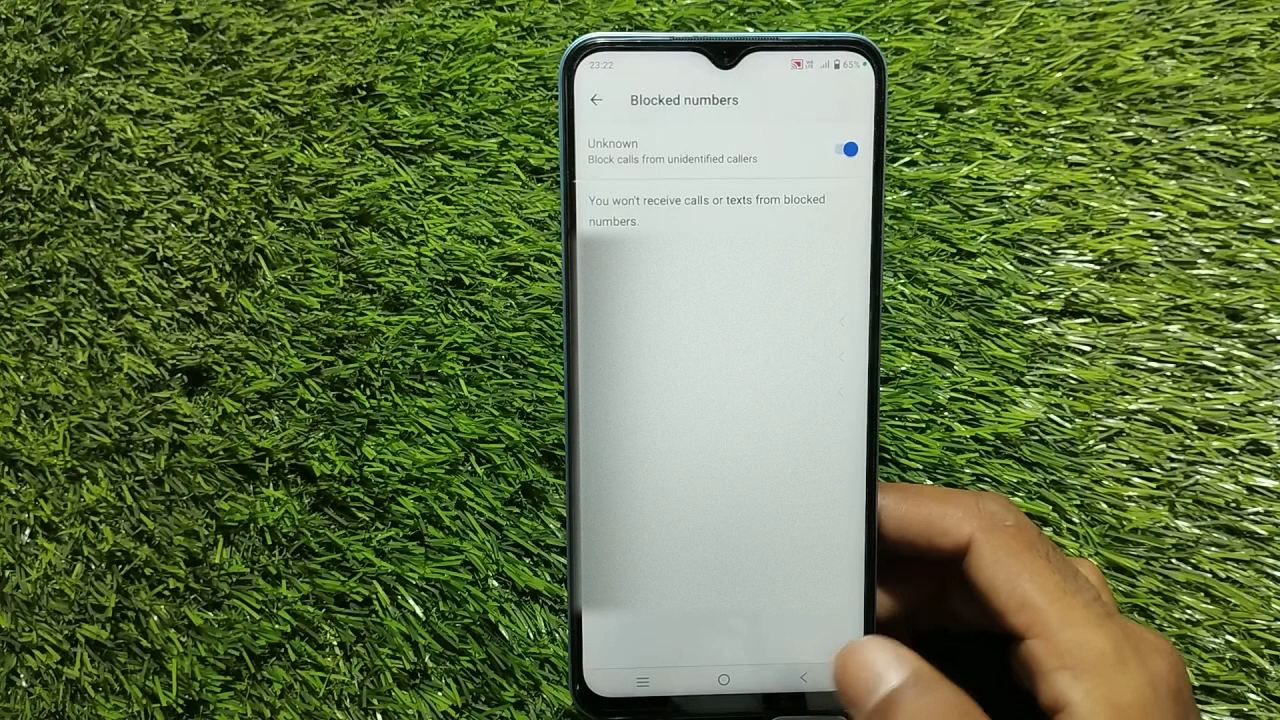 23:22
65%
Blocked numbers
Unknown
Block calls from unidentified callers
You won't receive calls or texts from blocked
numbers.